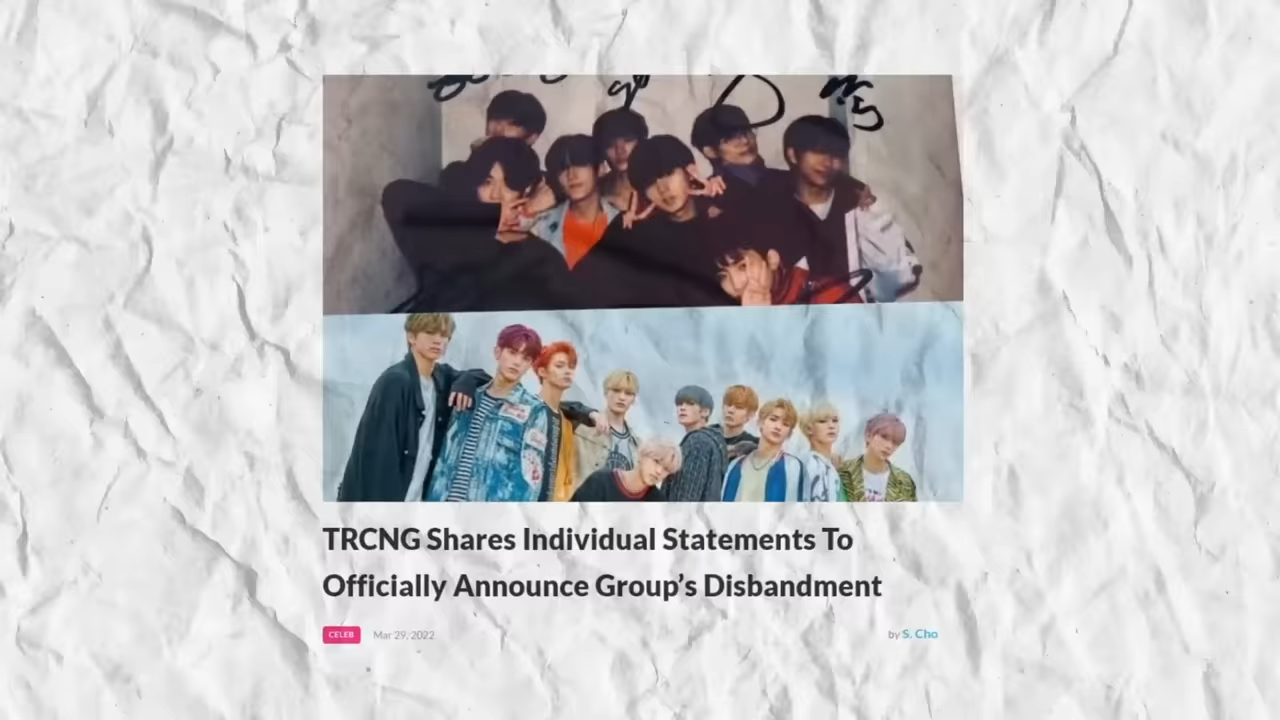 TRCNG Shares Individual Statements To
Officially Announce Group's Disbandment
CELEB Mar 29, 2022 by S. Cho